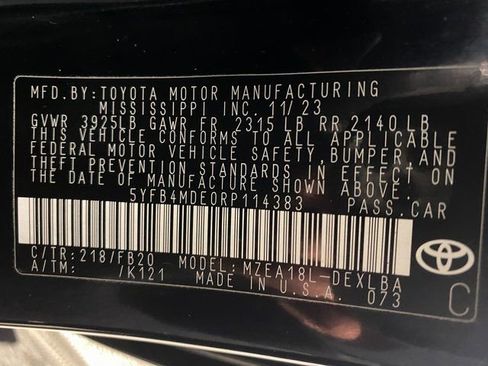 MFD.BY:TOYOTA MOTOR MANUFACTURING
MISSISSIPPI INC. 11/23
GVWR 3925LB GAWR FR 2315 LB RR 2140 LB
THIS VEHICLE CONFORMS TO ALL APPLICABLE
FEDERAL MOTOR VEHICLE SAFETY, BUMPER, AND
THEFT PREVENTION STANDARDS IN EFFECT ON
THE DATE OF MANUFACTURE SHOWN ABOVE.
5YFB4MDE0RP114383 PASS.CAR
C/TR:218/FB20 MODEL:MZEA18L-DEXLBA
A/TM: /K121 MADE IN U.S.A. 073
TOYOTA
C